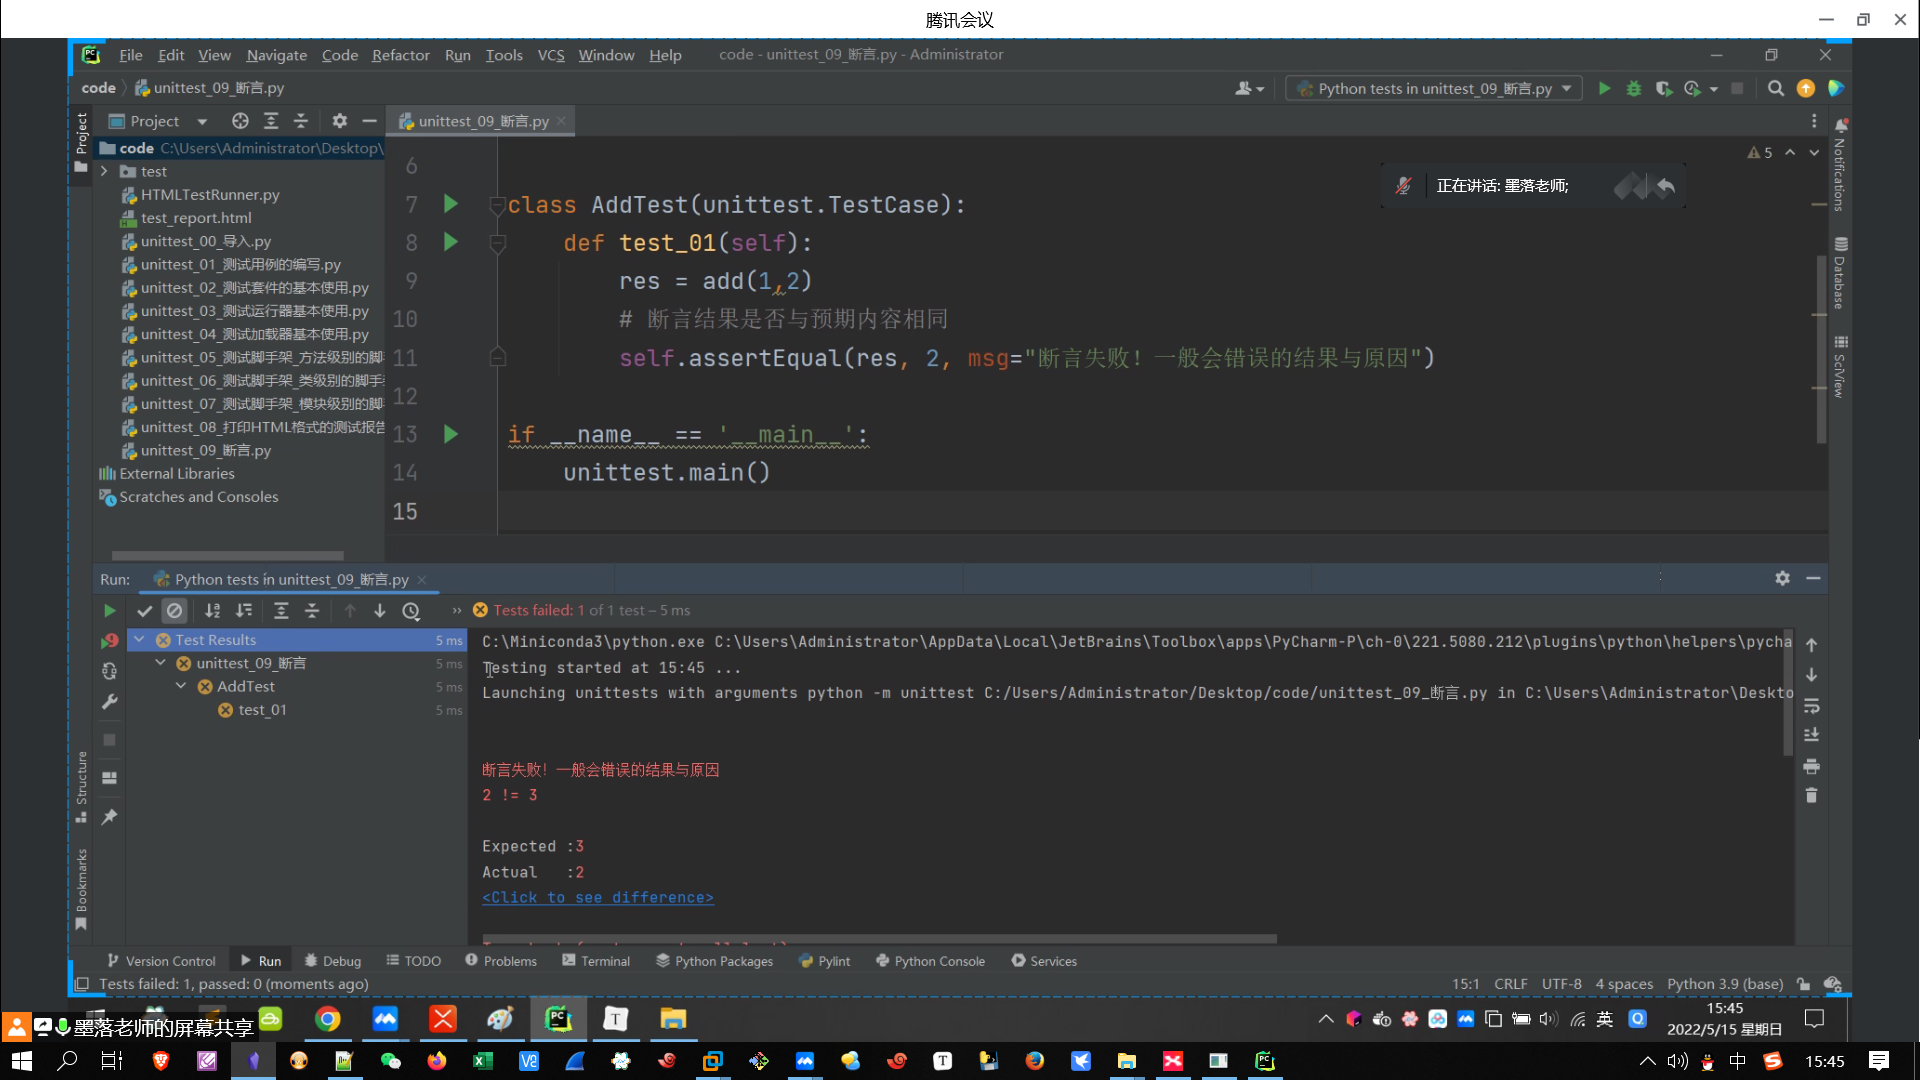 腾讯会议
File Edit View Navigate Code Refactor Run Tools VCS Window Help code - unittest_09_断言.py - Administrator
code unittest_09_断言.py
Python tests in unittest_09_断言.py
Project
unittest_09_断言.py
Project
code C:\Users\Administrator\Desktop\
test
HTMLTestRunner.py
test_report.html
unittest_00_导入.py
unittest_01_测试用例的编写.py
unittest_02_测试套件的基本使用.py
unittest_03_测试运行器基本使用.py
unittest_04_测试加载器基本使用.py
unittest_05_测试脚手架_方法级别的脚
unittest_06_测试脚手架_类级别的脚手
unittest_07_测试脚手架_模块级别的脚
unittest_08_打印HTML格式的测试报告
unittest_09_断言.py
External Libraries
Scratches and Consoles
5
正在讲话: 墨落老师;
6
7 class AddTest(unittest.TestCase):
8 def test_01(self):
9 res = add(1,2)
10 # 断言结果是否与预期内容相同
11 self.assertEqual(res, 2, msg="断言失败！一般会错误的结果与原因")
12
13 if __name__ == '__main__':
14 unittest.main()
15
Notifications
Database
SciView
Run: Python tests in unittest_09_断言.py
Tests failed: 1 of 1 test – 5 ms
Test Results 5 ms
unittest_09_断言 5 ms
AddTest 5 ms
test_01 5 ms
C:\Miniconda3\python.exe C:\Users\Administrator\AppData\Local\JetBrains\Toolbox\apps\PyCharm-P\ch-0\221.5080.212\plugins\python\helpers\pycha
Testing started at 15:45 ...
Launching unittests with arguments python -m unittest C:/Users/Administrator/Desktop/code/unittest_09_断言.py in C:\Users\Administrator\Deskto
断言失败！一般会错误的结果与原因
2 != 3
Expected :3
Actual :2
<Click to see difference>
Structure
Bookmarks
Version Control Run Debug TODO Problems Terminal Python Packages Pylint Python Console Services
Tests failed: 1, passed: 0 (moments ago)
15:1 CRLF UTF-8 4 spaces Python 3.9 (base)
墨落老师的屏幕共享
英
15:45
2022/5/15 星期日
中
15:45